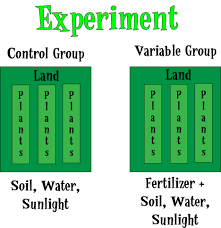 Experiment
Control Group
Land
Plants
Plants
Plants
Soil, Water,
Sunlight
Variable Group
Land
Plants
Plants
Plants
Fertilizer +
Soil, Water,
Sunlight